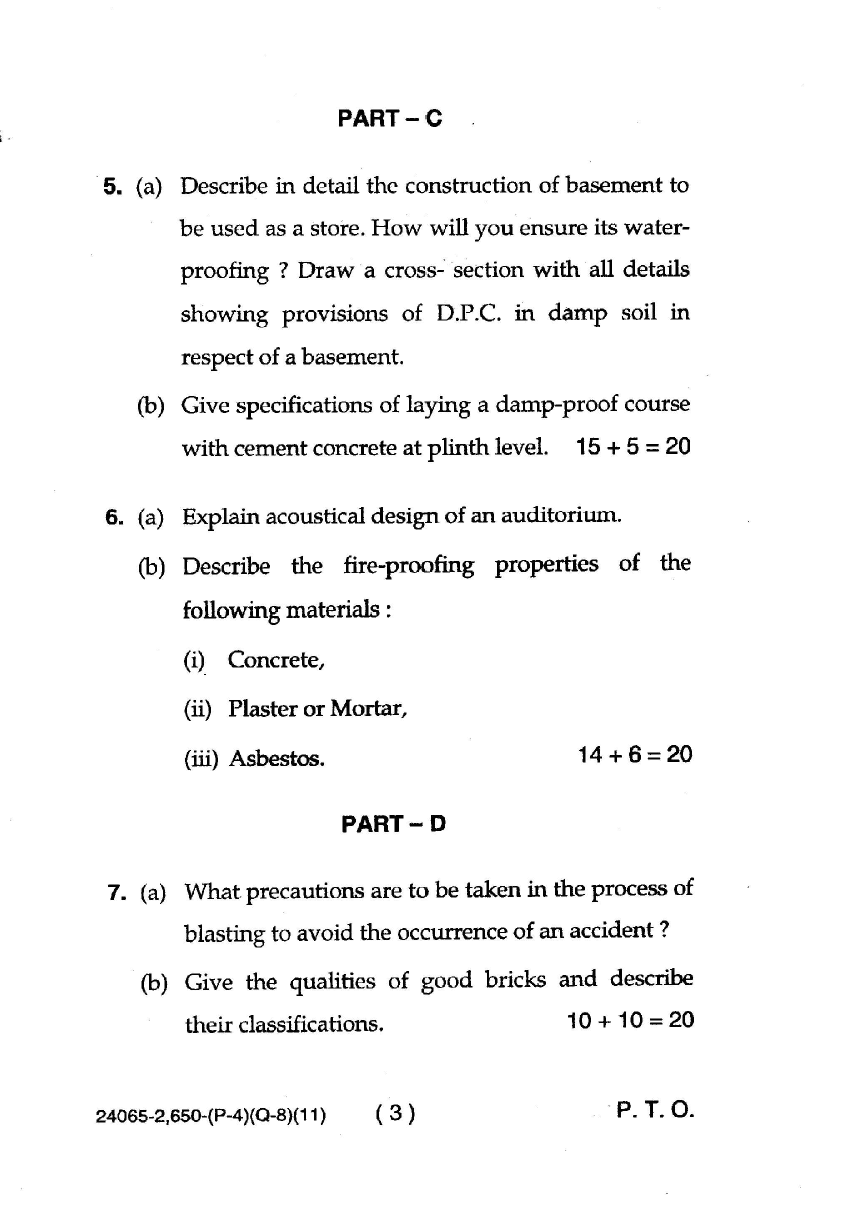 PART – C
5. (a) Describe in detail the construction of basement to
be used as a store. How will you ensure its water-
proofing ? Draw a cross- section with all details
showing provisions of D.P.C. in damp soil in
respect of a basement.
(b) Give specifications of laying a damp-proof course
with cement concrete at plinth level. 15 + 5 = 20
6. (a) Explain acoustical design of an auditorium.
(b) Describe the fire-proofing properties of the
following materials :
(i) Concrete,
(ii) Plaster or Mortar,
(iii) Asbestos. 14 + 6 = 20
PART – D
7. (a) What precautions are to be taken in the process of
blasting to avoid the occurrence of an accident ?
(b) Give the qualities of good bricks and describe
their classifications. 10 + 10 = 20
24065-2,650-(P-4)(Q-8)(11) ( 3 ) P. T. O.